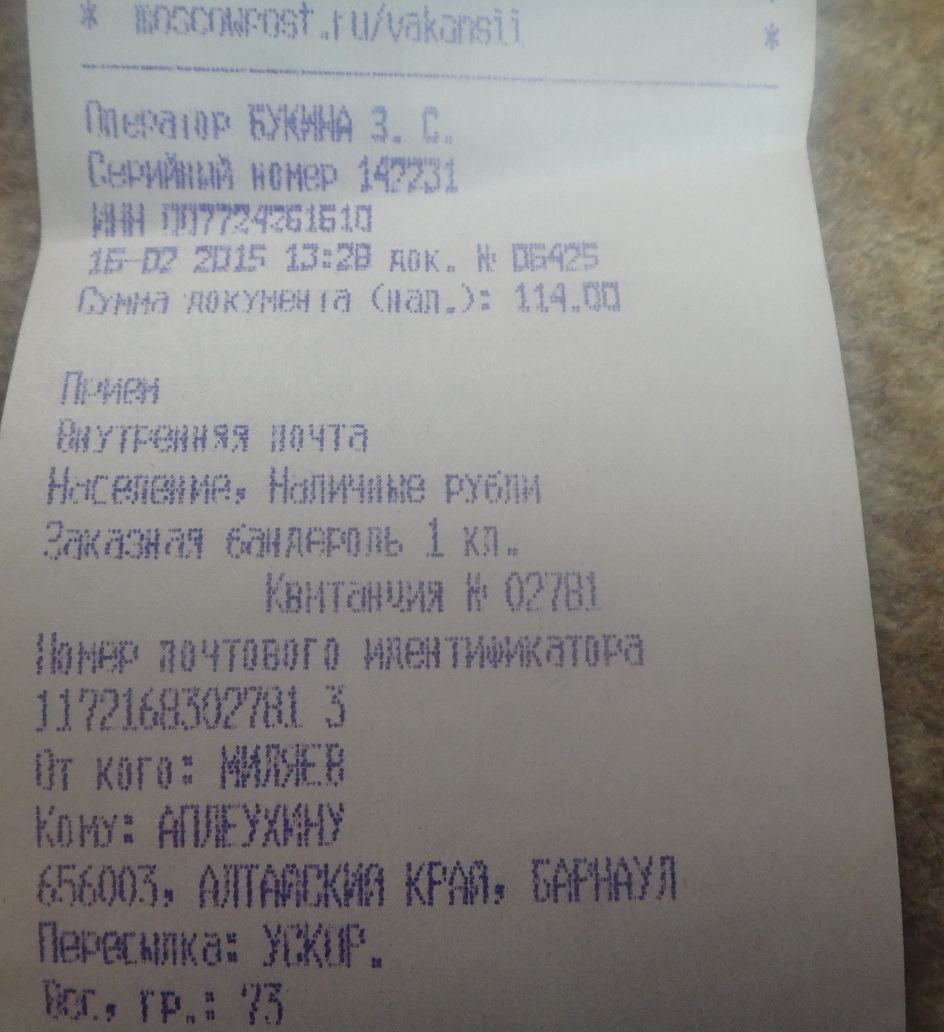 * moscowpost.ru/vakansii *
Оператор БУКИНА З. С.
Серийный номер 147231
ИНН 007724261610
16-02 2015 13:28 док. № 06425
Сумма документа (нал.): 114.00
Прием
Внутренняя почта
Население, Наличные рубли
Заказная бандероль 1 кл.
Квитанция № 02781
Номер почтового идентификатора
1172168302781 3
От кого: МИЛЯЕВ
Кому: АПЛЕУХИНУ
656003, АЛТАЙСКИЙ КРАЙ, БАРНАУЛ
Пересылка: УСКОР.
Вес, гр.: 73